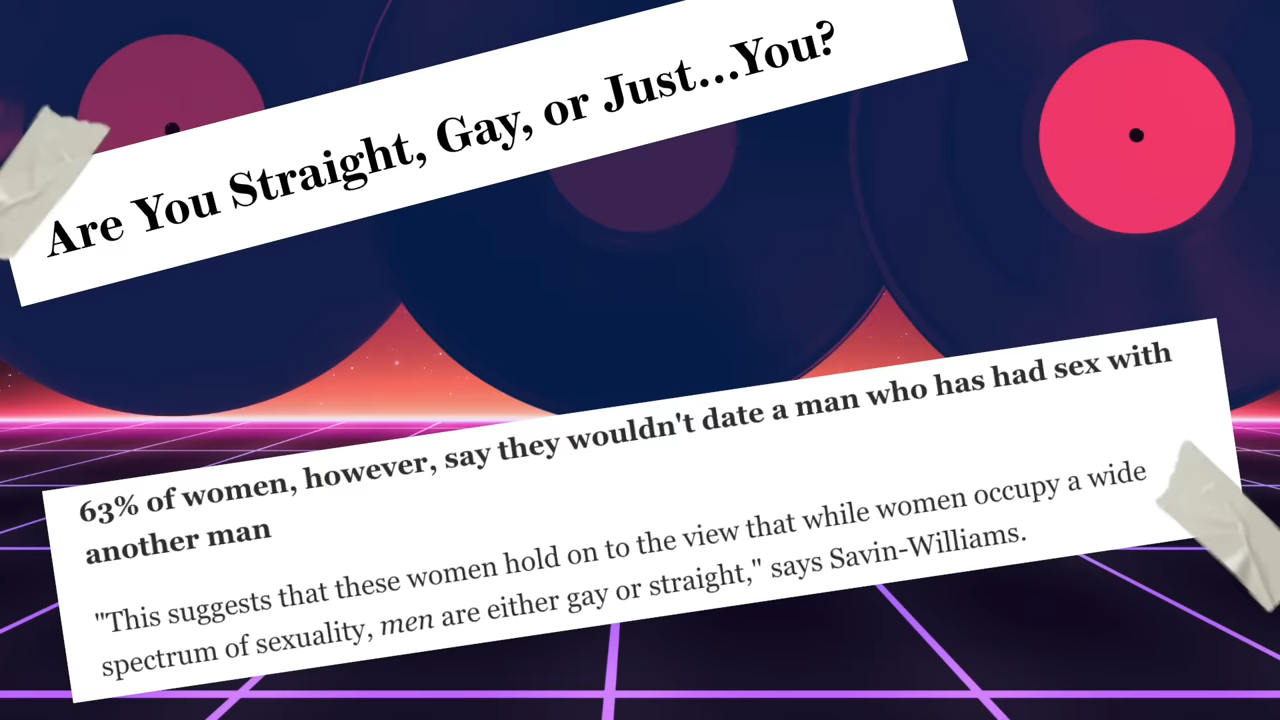 Are You Straight, Gay, or Just...You?
63% of women, however, say they wouldn't date a man who has had sex with
another man
"This suggests that these women hold on to the view that while women occupy a wide
spectrum of sexuality, men are either gay or straight," says Savin-Williams.